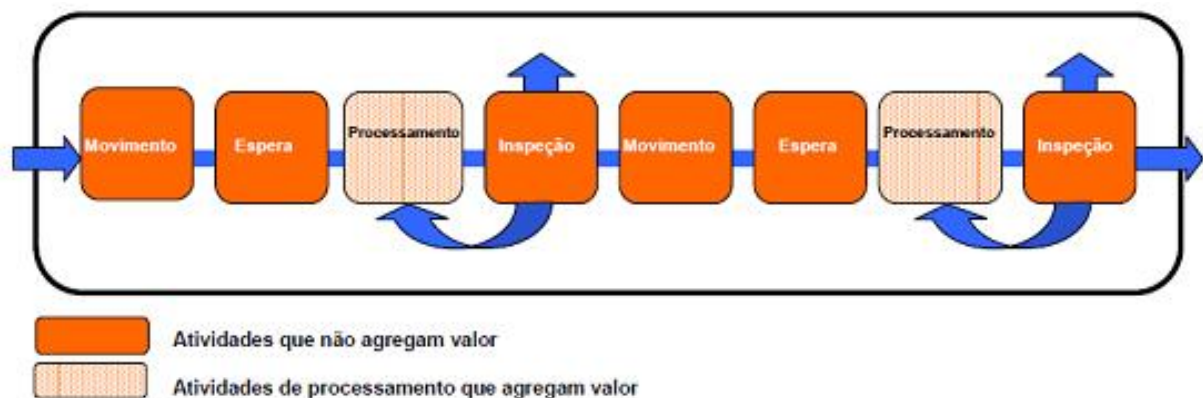 Movimento
Espera
Processamento
Inspeção
Movimento
Espera
Processamento
Inspeção
Atividades que não agregam valor
Atividades de processamento que agregam valor